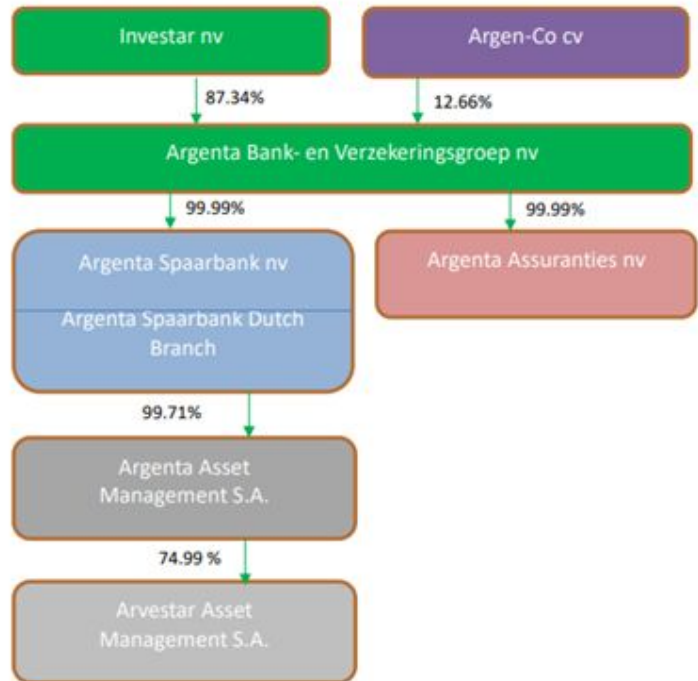 Investar nv
Argen-Co cv
87.34%
12.66%
Argenta Bank- en Verzekeringsgroep nv
99.99%
99.99%
Argenta Spaarbank nv
Argenta Assuranties nv
Argenta Spaarbank Dutch
Branch
99.71%
Argenta Asset
Management S.A.
74.99 %
Arvestar Asset
Management S.A.